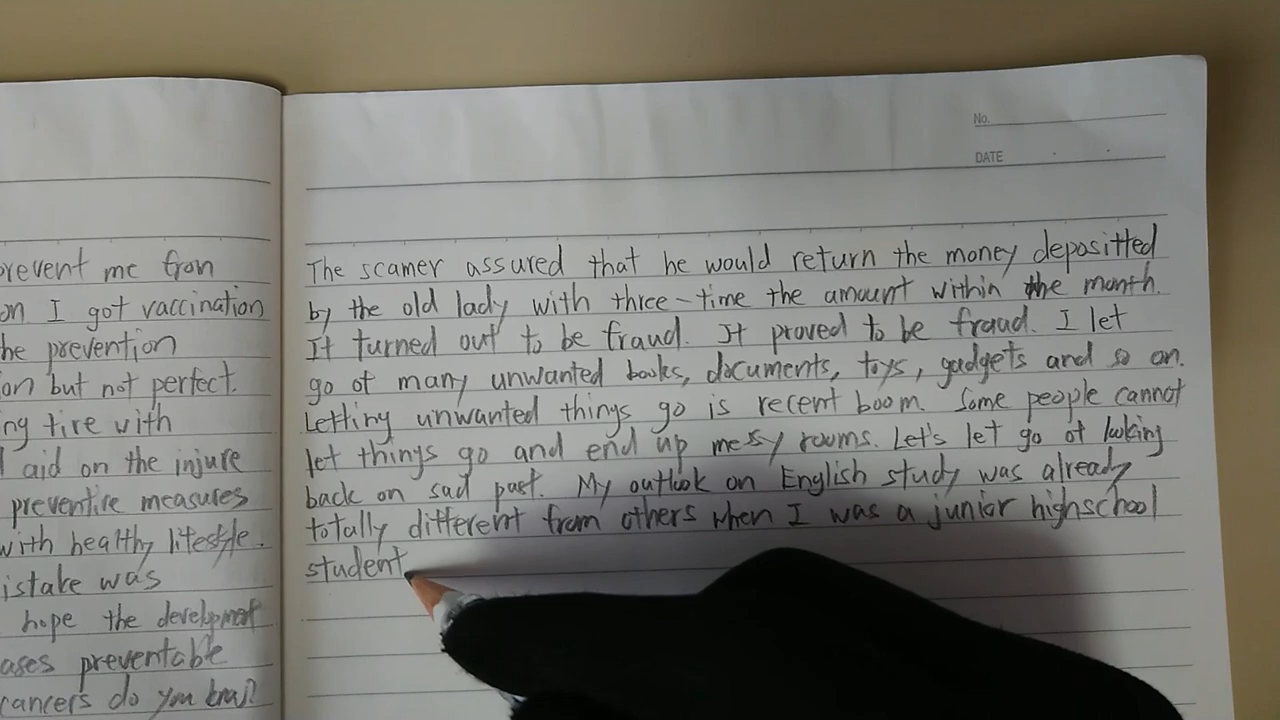 revent me from
on I got vaccination
he prevention
on but not perfect.
ng tire with
aid on the injure
preventive measures
with healthy lifestyle.
istake was
hope the development
ases preventable
cancers do you know?
No.
DATE
The scamer assured that he would return the money depositted
by the old lady with three-time the amount within the month.
It turned out to be fraud. It proved to be fraud. I let
go of many unwanted books, documents, toys, gadgets and so on.
Letting unwanted things go is recent boom. Some people cannot
let things go and end up messy rooms. Let's let go of looking
back on sad past. My outlook on English study was already
totally different from others when I was a junior highschool
student